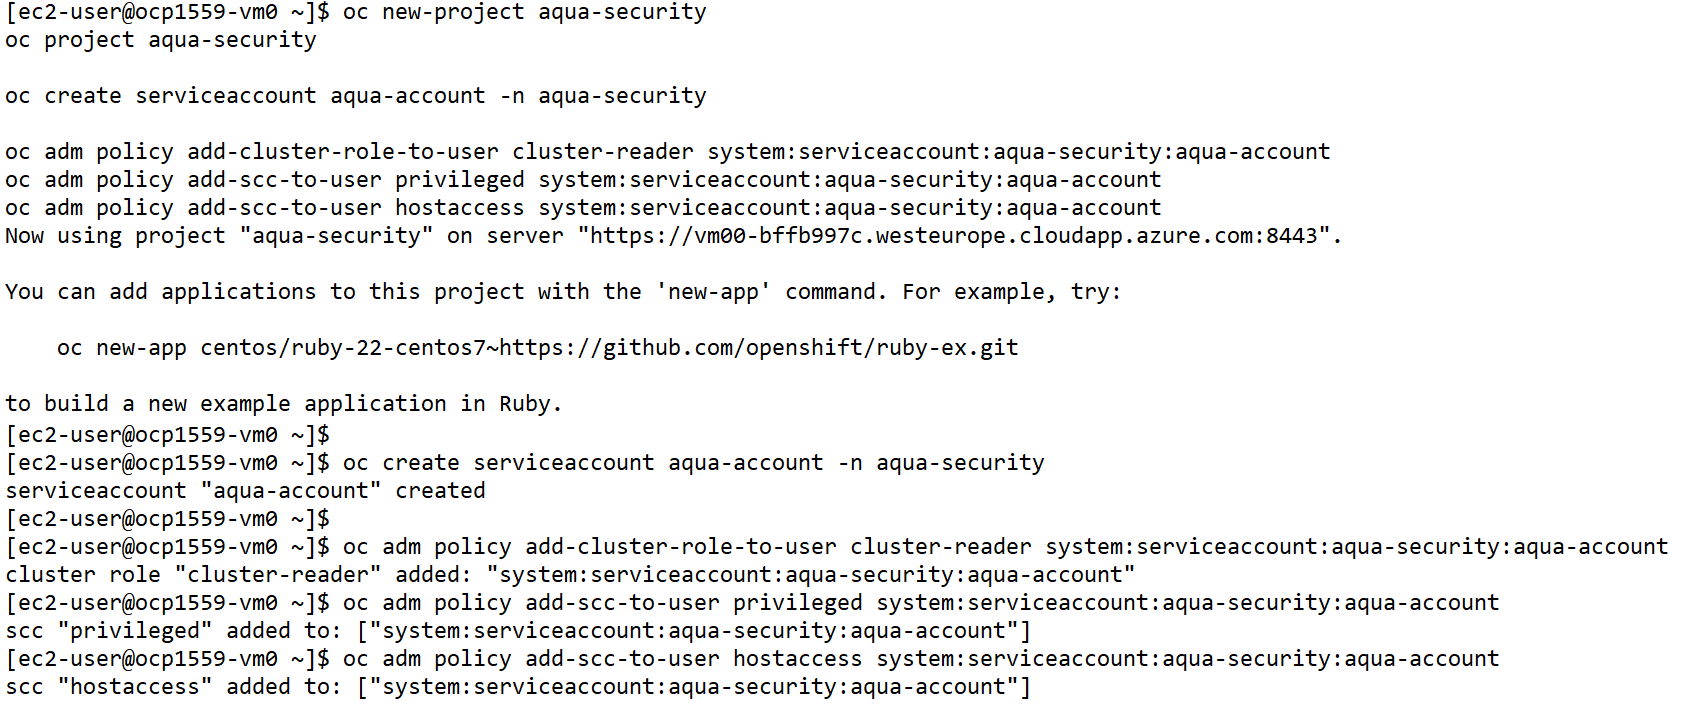 [ec2-user@ocp1559-vm0 ~]$ oc new-project aqua-security
oc project aqua-security
oc create serviceaccount aqua-account -n aqua-security
oc adm policy add-cluster-role-to-user cluster-reader system:serviceaccount:aqua-security:aqua-account
oc adm policy add-scc-to-user privileged system:serviceaccount:aqua-security:aqua-account
oc adm policy add-scc-to-user hostaccess system:serviceaccount:aqua-security:aqua-account
Now using project "aqua-security" on server "https://vm00-bffb997c.westeurope.cloudapp.azure.com:8443".
You can add applications to this project with the 'new-app' command. For example, try:
oc new-app centos/ruby-22-centos7~https://github.com/openshift/ruby-ex.git
to build a new example application in Ruby.
[ec2-user@ocp1559-vm0 ~]$
[ec2-user@ocp1559-vm0 ~]$ oc create serviceaccount aqua-account -n aqua-security
serviceaccount "aqua-account" created
[ec2-user@ocp1559-vm0 ~]$
[ec2-user@ocp1559-vm0 ~]$ oc adm policy add-cluster-role-to-user cluster-reader system:serviceaccount:aqua-security:aqua-account
cluster role "cluster-reader" added: "system:serviceaccount:aqua-security:aqua-account"
[ec2-user@ocp1559-vm0 ~]$ oc adm policy add-scc-to-user privileged system:serviceaccount:aqua-security:aqua-account
scc "privileged" added to: ["system:serviceaccount:aqua-security:aqua-account"]
[ec2-user@ocp1559-vm0 ~]$ oc adm policy add-scc-to-user hostaccess system:serviceaccount:aqua-security:aqua-account
scc "hostaccess" added to: ["system:serviceaccount:aqua-security:aqua-account"]